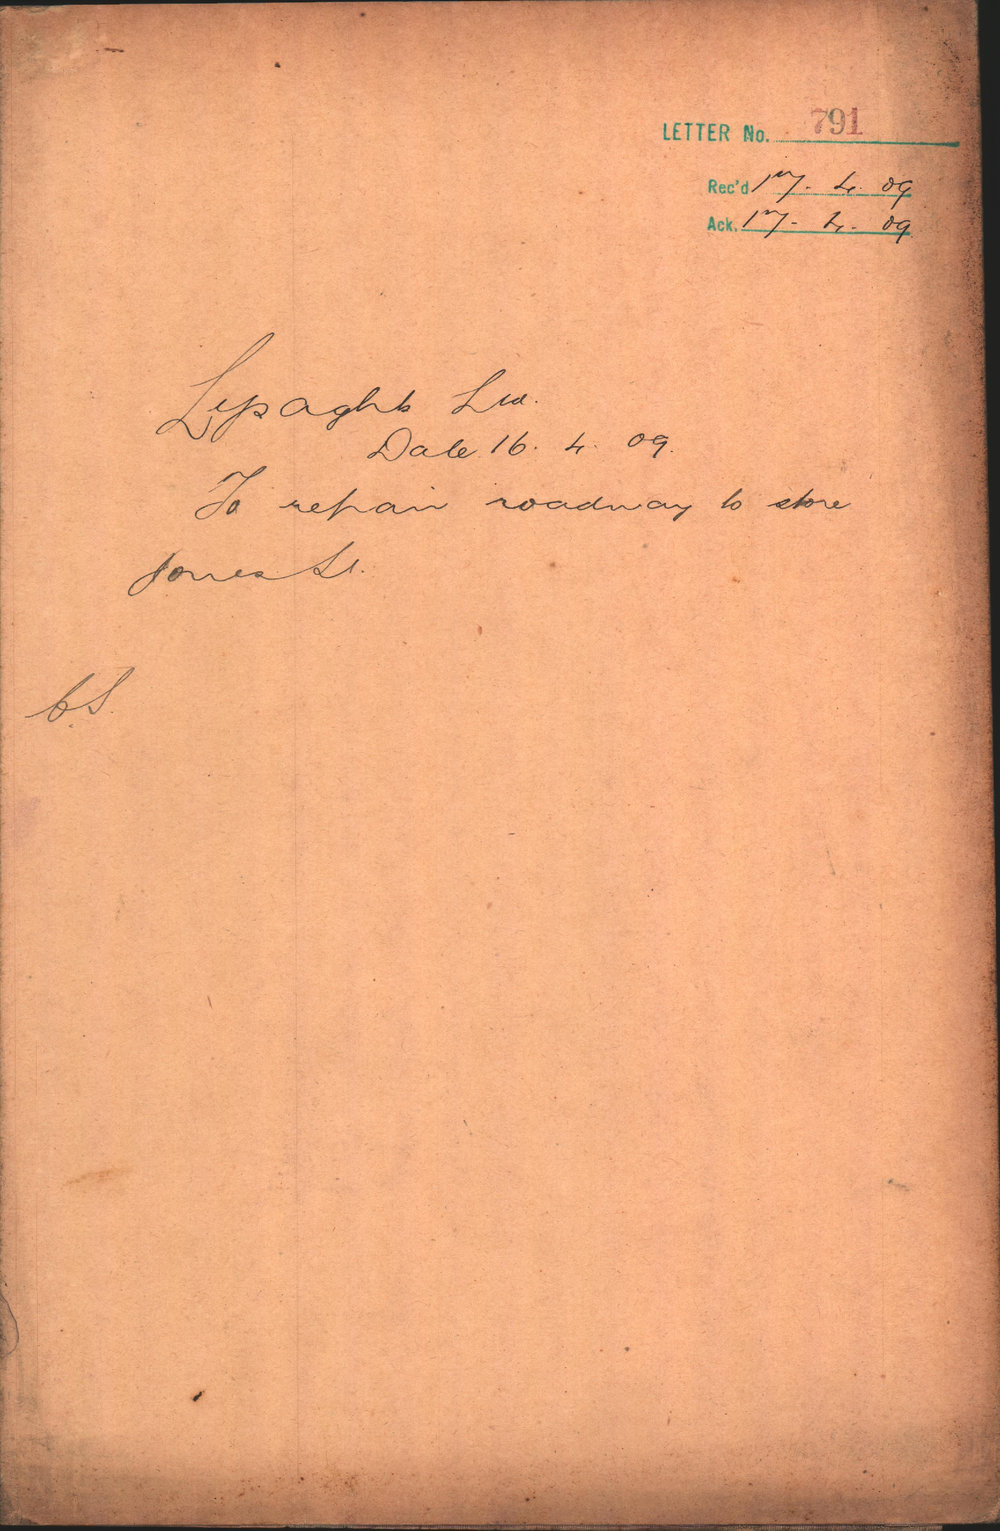 LETTER No. 791
Rec'd 17. 4. 09
Ack. 17. 4. 09
Lysaghts Ltd.
Date 16. 4. 09.
To repair roadway to store
Jones St.
C.S.